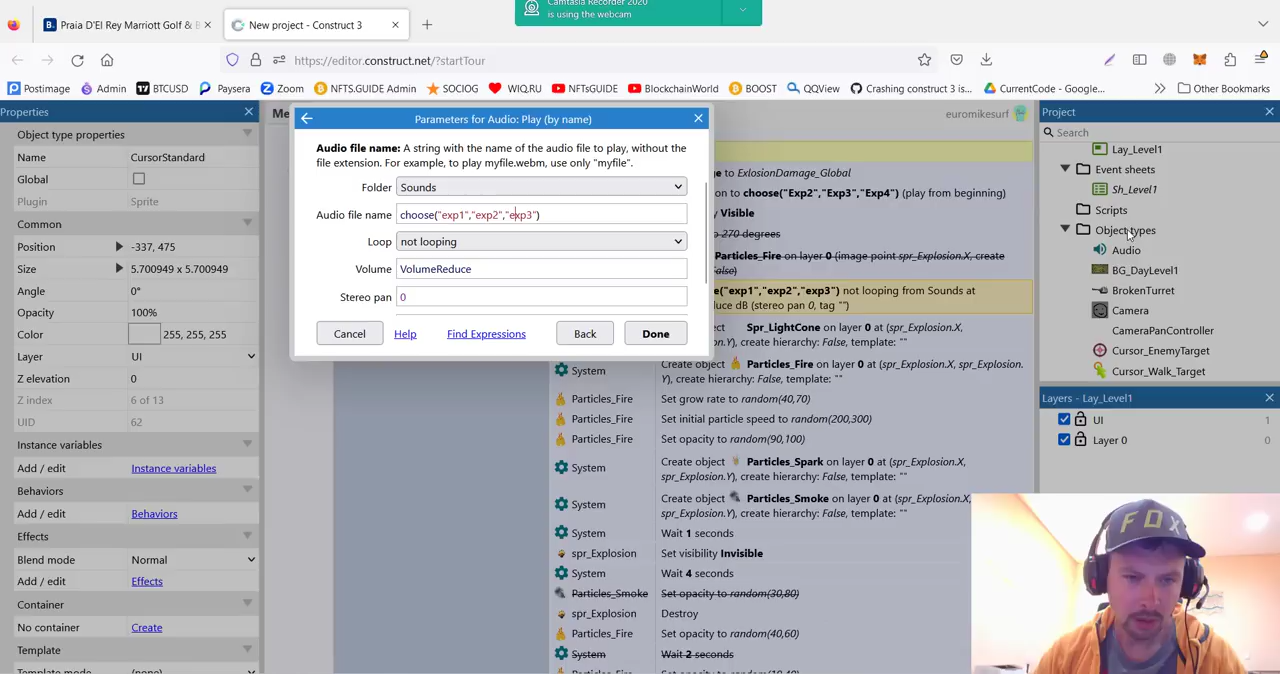 Camtasia Recorder 2020
is using the webcam
Praia D'El Rey Marriott Golf & B
New project - Construct 3
https://editor.construct.net/?startTour
Postimage
Admin
BTCUSD
Paysera
Zoom
NFTS.GUIDE Admin
SOCIOG
WIQ.RU
NFTsGUIDE
BlockchainWorld
BOOST
QQView
Crashing construct 3 is...
CurrentCode - Google...
Other Bookmarks
Properties
Object type properties
Name CursorStandard
Global
Plugin Sprite
Common
Position -337, 475
Size 5.700949 x 5.700949
Angle 0°
Opacity 100%
Color 255, 255, 255
Layer UI
Z elevation 0
Z index 6 of 13
UID 62
Instance variables
Add / edit Instance variables
Behaviors
Add / edit Behaviors
Effects
Blend mode Normal
Add / edit Effects
Container
No container Create
Template
Template mode (none)
Me
euromikesurf
Parameters for Audio: Play (by name)
Audio file name: A string with the name of the audio file to play, without the
file extension. For example, to play myfile.webm, use only "myfile".
Folder Sounds
Audio file name choose("exp1","exp2","exp3")
Loop not looping
Volume VolumeReduce
Stereo pan 0
Cancel Help Find Expressions Back Done
ge to ExlosionDamage_Global
on to choose("Exp2","Exp3","Exp4") (play from beginning)
y Visible
to 270 degrees
Particles_Fire on layer 0 (image point spr_Explosion.X, create
False)
e("exp1","exp2","exp3") not looping from Sounds at
duce dB (stereo pan 0, tag "")
Spr_LightCone on layer 0 at (spr_Explosion.X,
create hierarchy: False, template: ""
System Create object Particles_Fire on layer 0 at (spr_Explosion.X, spr_Explosion.
Y), create hierarchy: False, template: ""
Particles_Fire Set grow rate to random(40,70)
Particles_Fire Set initial particle speed to random(200,300)
Particles_Fire Set opacity to random(90,100)
System Create object Particles_Spark on layer 0 at (spr_Explosion.X,
spr_Explosion.Y), create hierarchy: False, template: ""
System Create object Particles_Smoke on layer 0 at (spr_Explosion.X,
spr_Explosion.Y), create hierarchy: False, template: ""
System Wait 1 seconds
spr_Explosion Set visibility Invisible
System Wait 4 seconds
Particles_Smoke Set opacity to random(30,80)
spr_Explosion Destroy
Particles_Fire Set opacity to random(40,60)
System Wait 2 seconds
Project
Search
Lay_Level1
Event sheets
Sh_Level1
Scripts
Object types
Audio
BG_DayLevel1
BrokenTurret
Camera
CameraPanController
Cursor_EnemyTarget
Cursor_Walk_Target
Layers - Lay_Level1
UI 1
Layer 0 0
FOX